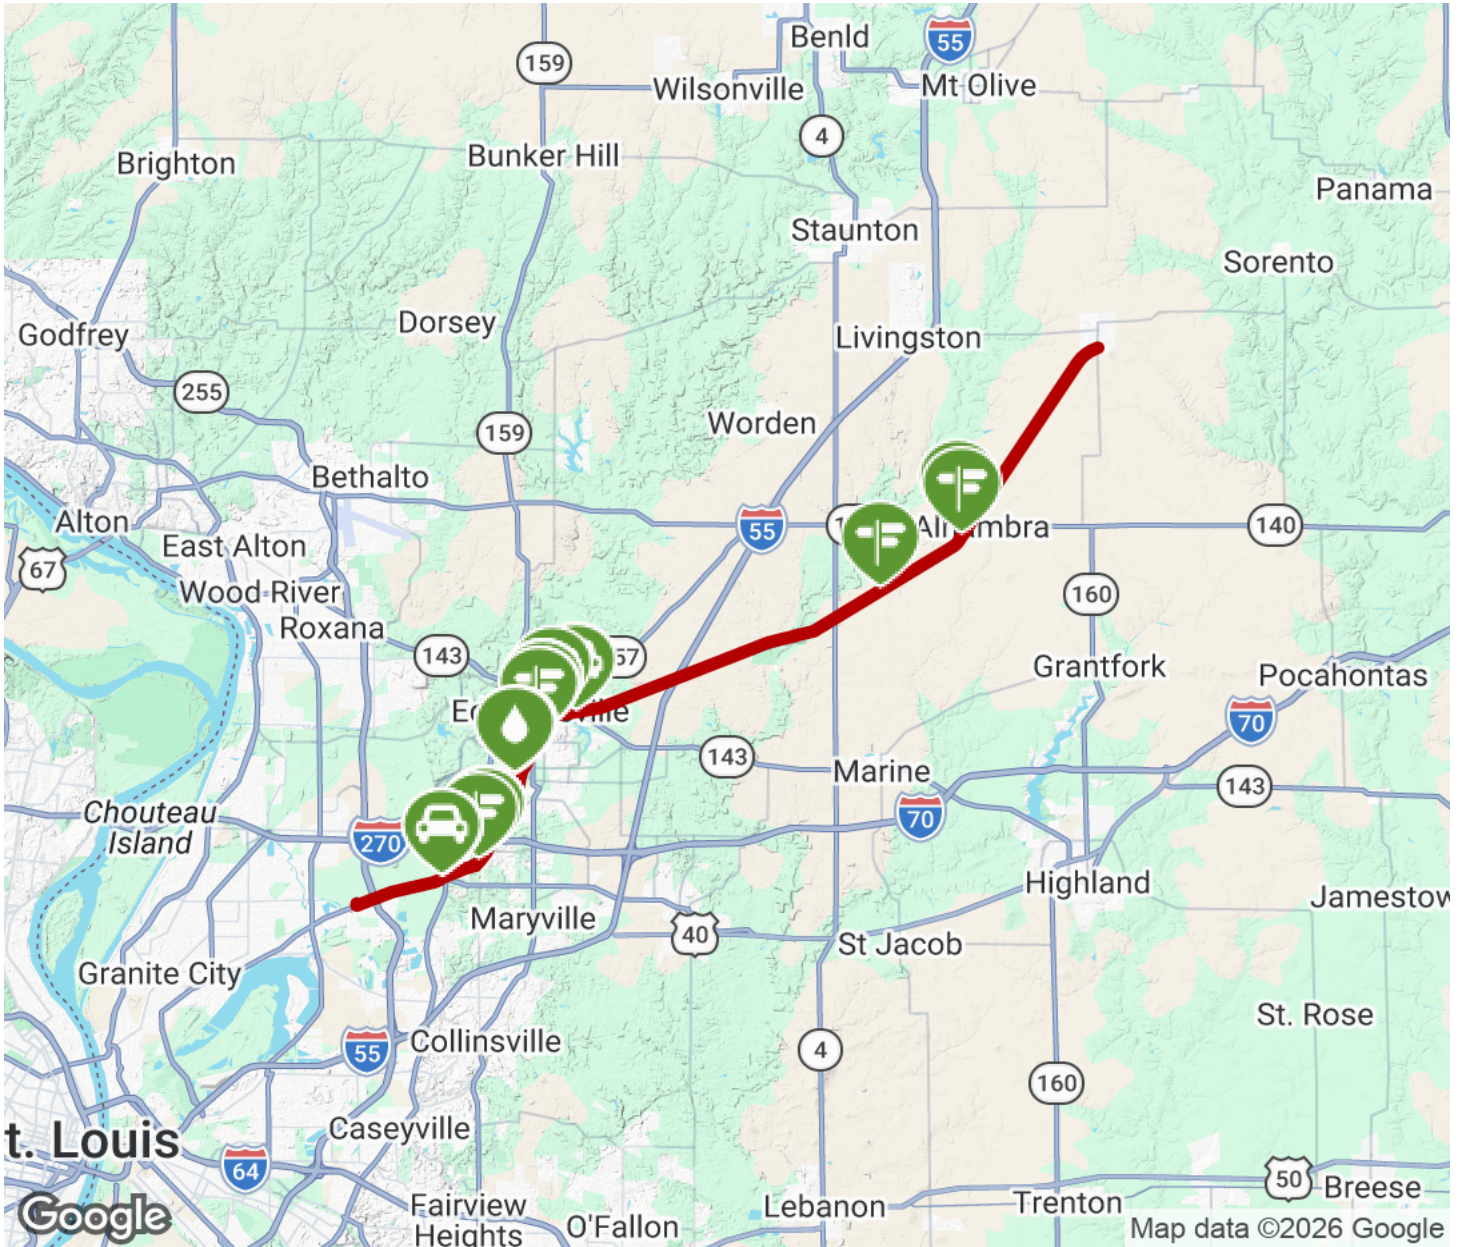 Benld
55
159
Wilsonville
Mt Olive
4
Brighton
Bunker Hill
Panama
Staunton
Sorento
Dorsey
Godfrey
Livingston
255
Worden
159
Bethalto
Alton
55
Alhambra
140
East Alton
67
Wood River
160
Roxana
143
57
Grantfork
Pocahontas
Edwardsville
70
143
Marine
143
Chouteau
Island
70
270
Highland
Jamestow
Maryville
40
St Jacob
Granite City
St. Rose
Collinsville
55
4
160
Caseyville
t. Louis
64
50
Breese
Fairview
Heights
Lebanon
Trenton
O'Fallon
Google
Map data ©2026 Google